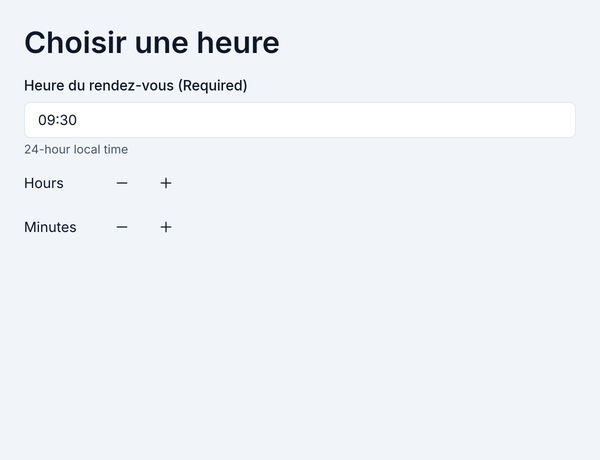 Choisir une heure
Heure du rendez-vous (Required)
09:30
24-hour local time
Hours − +
Minutes − +